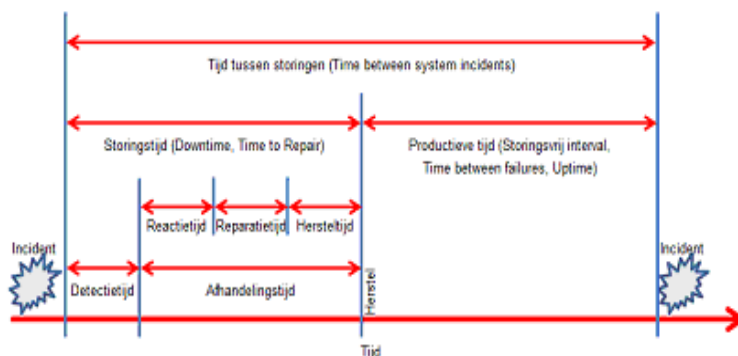 Tijd tussen storingen (Time between system incidents)
Storingstijd (Downtime, Time to Repair)
Productieve tijd (Storingsvrij interval,
Time between failures, Uptime)
Reactietijd
Reparatietijd
Hersteltijd
Incident
Incident
Detectietijd
Afhandelingstijd
Herstel
Tijd